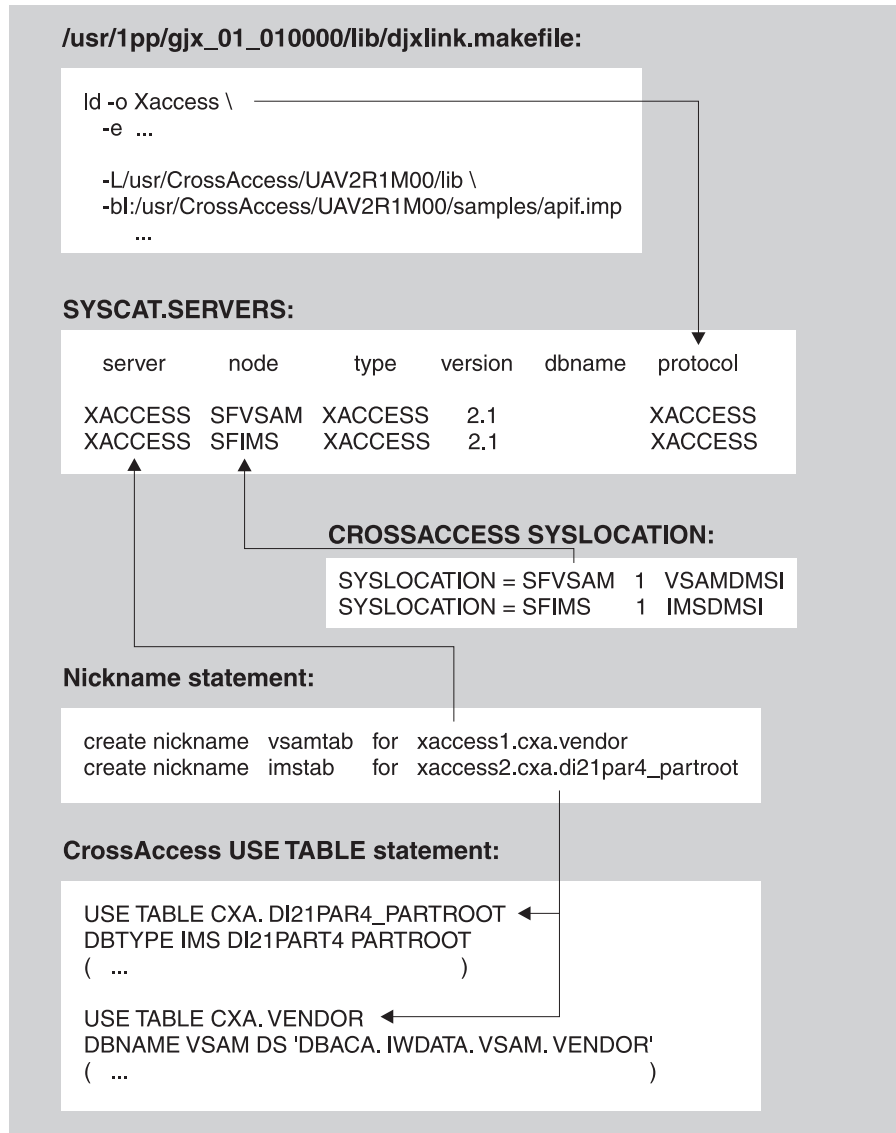 /usr/1pp/gjx_01_010000/lib/djxlink.makefile:
ld -o Xaccess \
-e ...
-L/usr/CrossAccess/UAV2R1M00/lib \
-bl:/usr/CrossAccess/UAV2R1M00/samples/apif.imp
...
SYSCAT.SERVERS:
server node type version dbname protocol
XACCESS SFVSAM XACCESS 2.1 XACCESS
XACCESS SFIMS XACCESS 2.1 XACCESS
CROSSACCESS SYSLOCATION:
SYSLOCATION = SFVSAM 1 VSAMDMSI
SYSLOCATION = SFIMS 1 IMSDMSI
Nickname statement:
create nickname vsamtab for xaccess1.cxa.vendor
create nickname imstab for xaccess2.cxa.di21par4_partroot
CrossAccess USE TABLE statement:
USE TABLE CXA. DI21PAR4_PARTROOT
DBTYPE IMS DI21PART4 PARTROOT
( ... )
USE TABLE CXA. VENDOR
DBNAME VSAM DS 'DBACA. IWDATA. VSAM. VENDOR'
( ... )